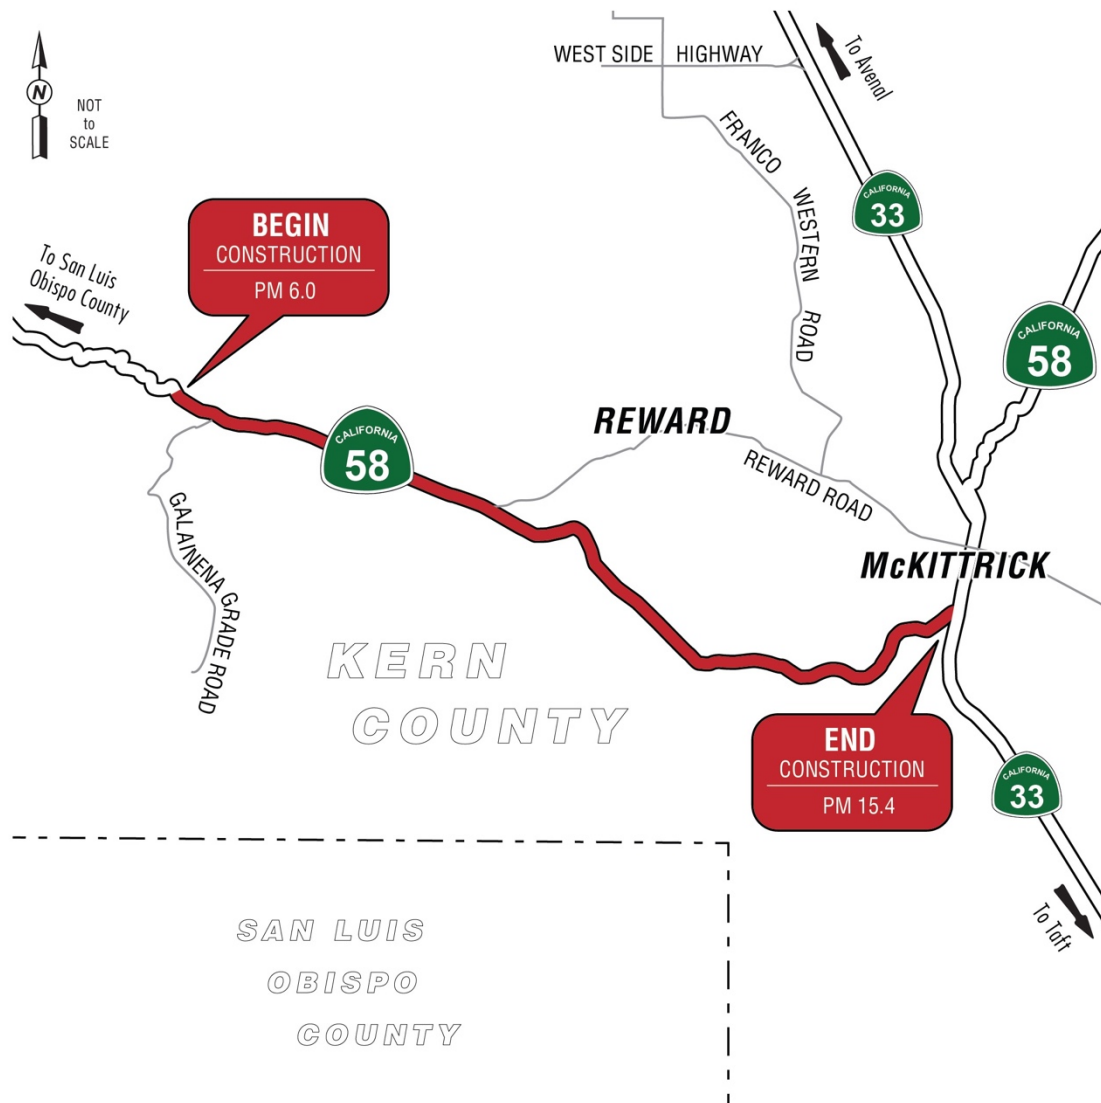 WEST SIDE HIGHWAY
To Avenal
N
NOT
to
SCALE
FRANCO WESTERN ROAD
CALIFORNIA
33
BEGIN
CONSTRUCTION
PM 6.0
To San Luis
Obispo County
CALIFORNIA
58
REWARD
CALIFORNIA
58
REWARD ROAD
GALAINENA GRADE ROAD
McKITTRICK
KERN
COUNTY
END
CONSTRUCTION
PM 15.4
CALIFORNIA
33
To Taft
SAN LUIS
OBISPO
COUNTY